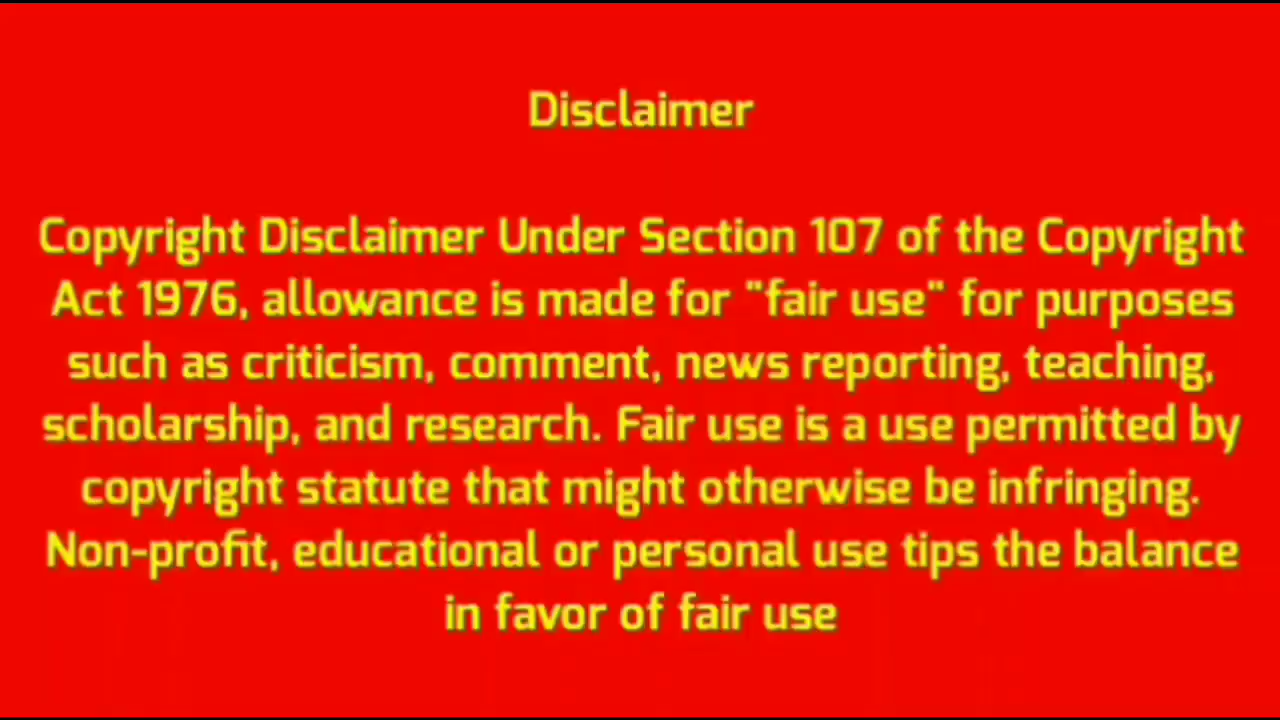 Disclaimer
Copyright Disclaimer Under Section 107 of the Copyright
Act 1976, allowance is made for "fair use" for purposes
such as criticism, comment, news reporting, teaching,
scholarship, and research. Fair use is a use permitted by
copyright statute that might otherwise be infringing.
Non-profit, educational or personal use tips the balance
in favor of fair use